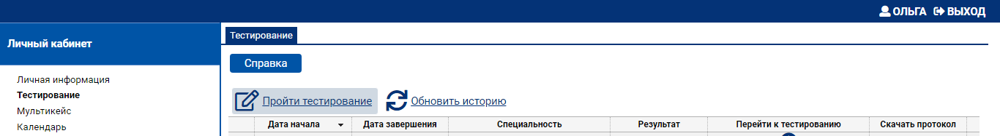 ОЛЬГА ВЫХОД
Личный кабинет
Личная информация
Тестирование
Мультикейс
Календарь
Тестирование
Справка
Пройти тестирование Обновить историю
Дата начала Дата завершения Специальность Результат Перейти к тестированию Скачать протокол